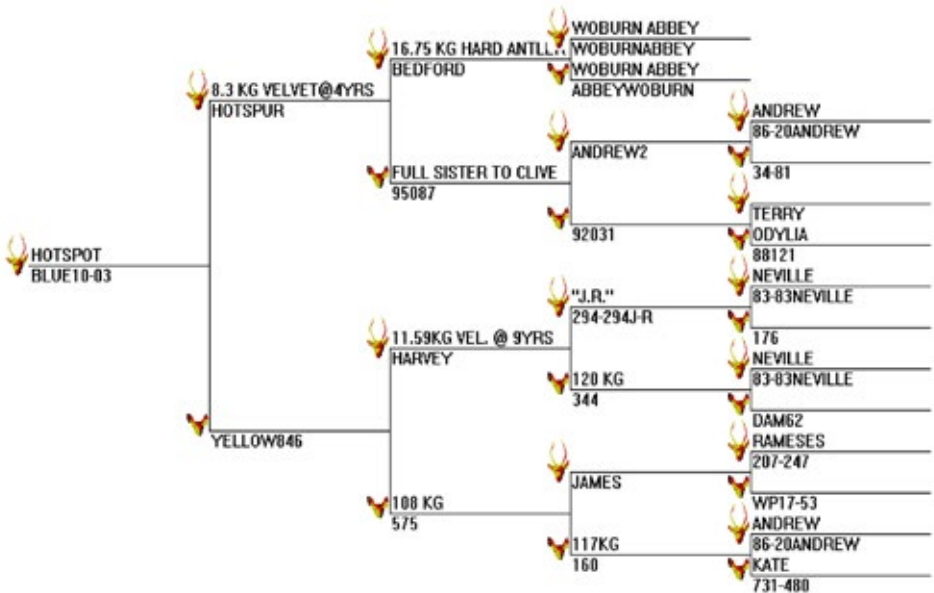 WOBURN ABBEY
16.75 KG HARD ANTLE
WOBURNABBEY
BEDFORD
WOBURN ABBEY
8.3 KG VELVET@4YRS
ABBEYWOBURN
HOTSPUR
ANDREW
86-20ANDREW
ANDREW2
FULL SISTER TO CLIVE
34-81
95087
TERRY
92031
ODYLIA
HOTSPOT
88121
BLUE10-03
NEVILLE
"J.R."
83-83NEVILLE
294-294J-R
11.59KG VEL. @ 9YRS
176
HARVEY
NEVILLE
120 KG
83-83NEVILLE
344
DAM62
YELLOW846
RAMESES
207-247
JAMES
108 KG
WP17-53
575
ANDREW
117KG
86-20ANDREW
160
KATE
731-480